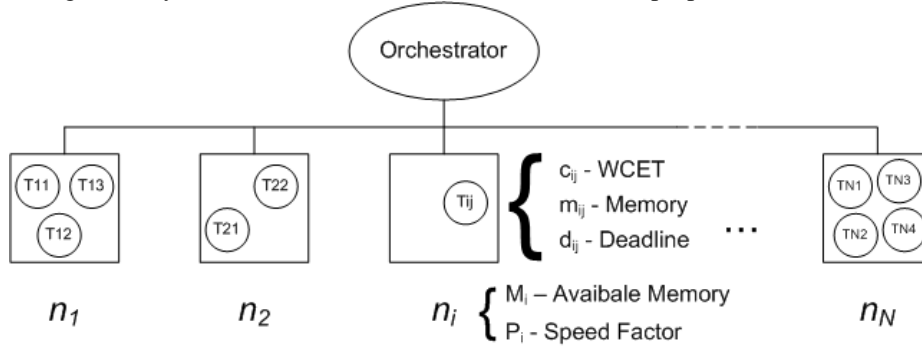 Orchestrator
T11 T13
T12
T22
T21
Tij
cij - WCET
mij - Memory
dij - Deadline
...
TN1 TN3
TN2 TN4
n1 n2 ni nN
Mi – Avaibale Memory
Pi - Speed Factor